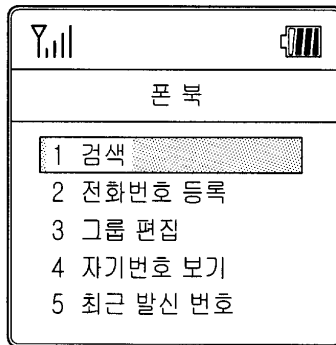 폰 북
1 검색
2 전화번호 등록
3 그룹 편집
4 자기번호 보기
5 최근 발신 번호